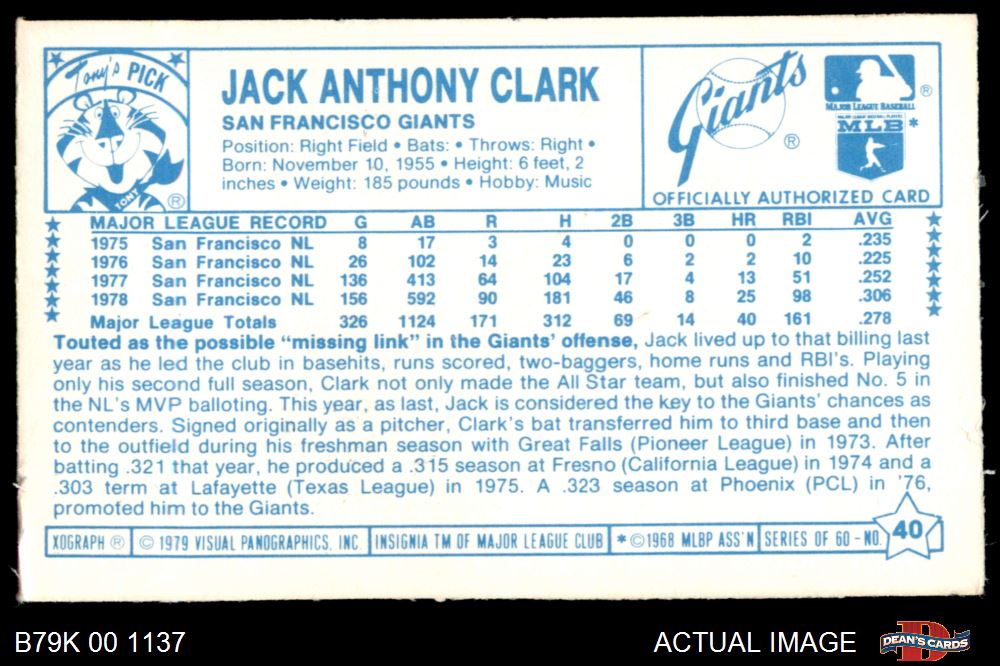 Tony's PICK
TONY
®
JACK ANTHONY CLARK
SAN FRANCISCO GIANTS
Position: Right Field • Bats: • Throws: Right •
Born: November 10, 1955 • Height: 6 feet, 2
inches • Weight: 185 pounds • Hobby: Music
Giants
®
®
MAJOR LEAGUE BASEBALL
MAJOR LEAGUE BASEBALL PLAYERS
MLB *
OFFICIALLY AUTHORIZED CARD
MAJOR LEAGUE RECORD G AB R H 2B 3B HR RBI AVG
1975 San Francisco NL 8 17 3 4 0 0 0 2 .235
1976 San Francisco NL 26 102 14 23 6 2 2 10 .225
1977 San Francisco NL 136 413 64 104 17 4 13 51 .252
1978 San Francisco NL 156 592 90 181 46 8 25 98 .306
Major League Totals 326 1124 171 312 69 14 40 161 .278
Touted as the possible “missing link” in the Giants’ offense, Jack lived up to that billing last
year as he led the club in basehits, runs scored, two-baggers, home runs and RBI’s. Playing
only his second full season, Clark not only made the All Star team, but also finished No. 5 in
the NL’s MVP balloting. This year, as last, Jack is considered the key to the Giants’ chances as
contenders. Signed originally as a pitcher, Clark’s bat transferred him to third base and then
to the outfield during his freshman season with Great Falls (Pioneer League) in 1973. After
batting .321 that year, he produced a .315 season at Fresno (California League) in 1974 and a
.303 term at Lafayette (Texas League) in 1975. A .323 season at Phoenix (PCL) in ’76,
promoted him to the Giants.
XOGRAPH ® © 1979 VISUAL PANOGRAPHICS, INC. INSIGNIA TM OF MAJOR LEAGUE CLUB * ©1968 MLBP ASS'N SERIES OF 60 - NO. 40
B79K 00 1137
ACTUAL IMAGE
DEAN'S CARDS